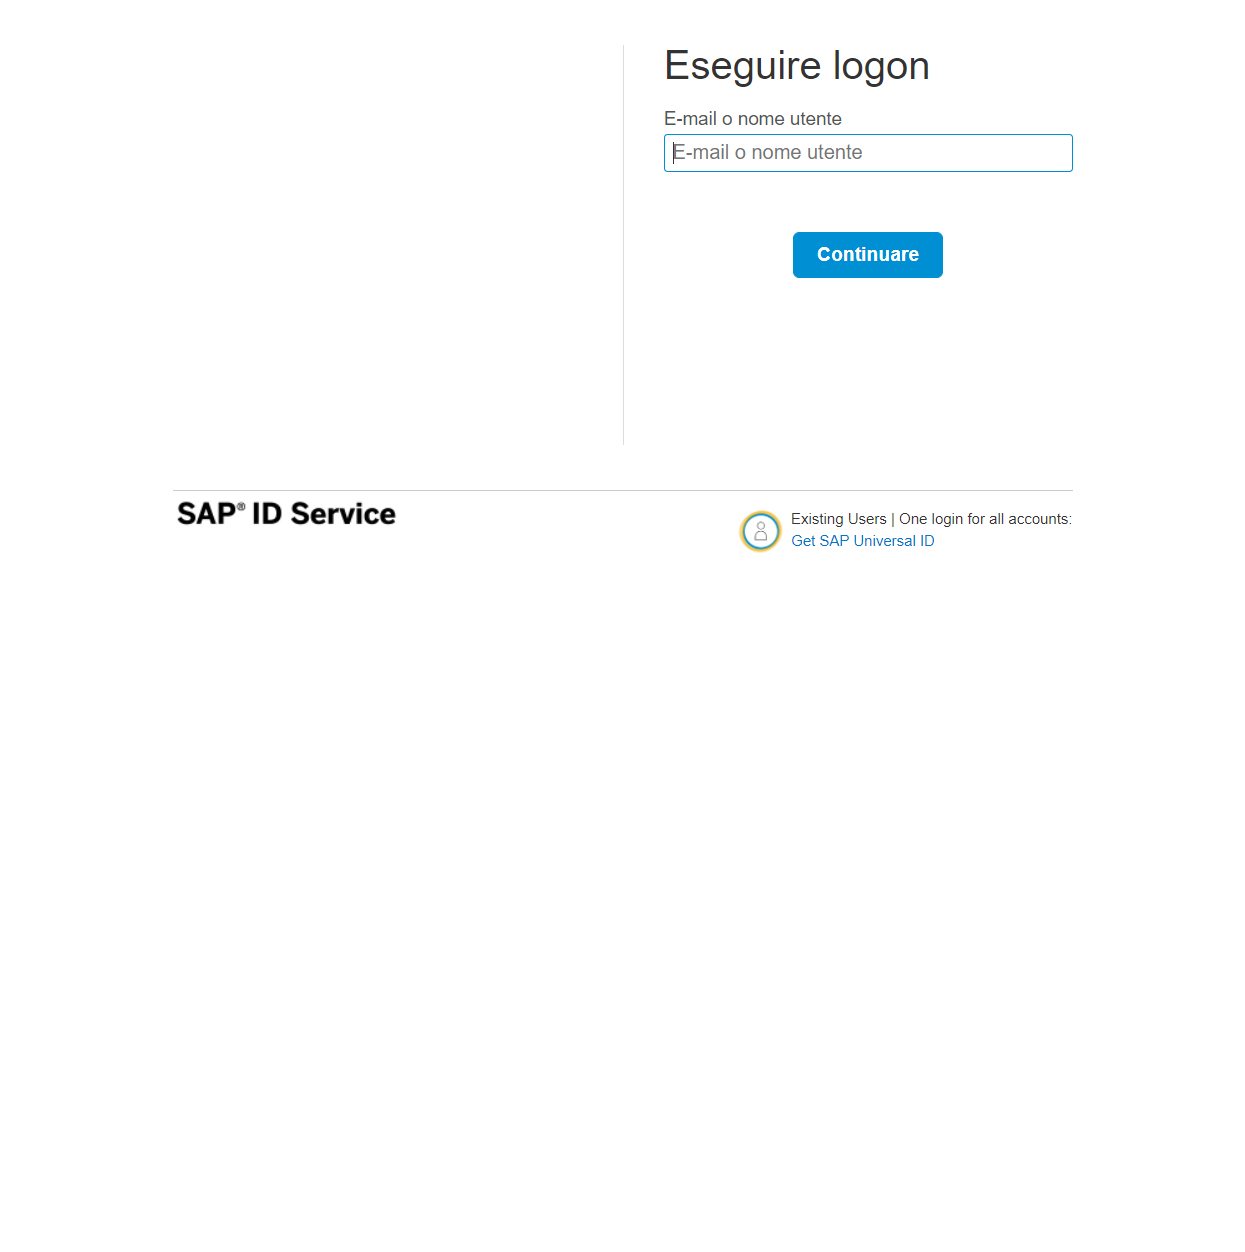 Eseguire logon
E-mail o nome utente
E-mail o nome utente
Continuare
SAP® ID Service
Existing Users | One login for all accounts:
Get SAP Universal ID